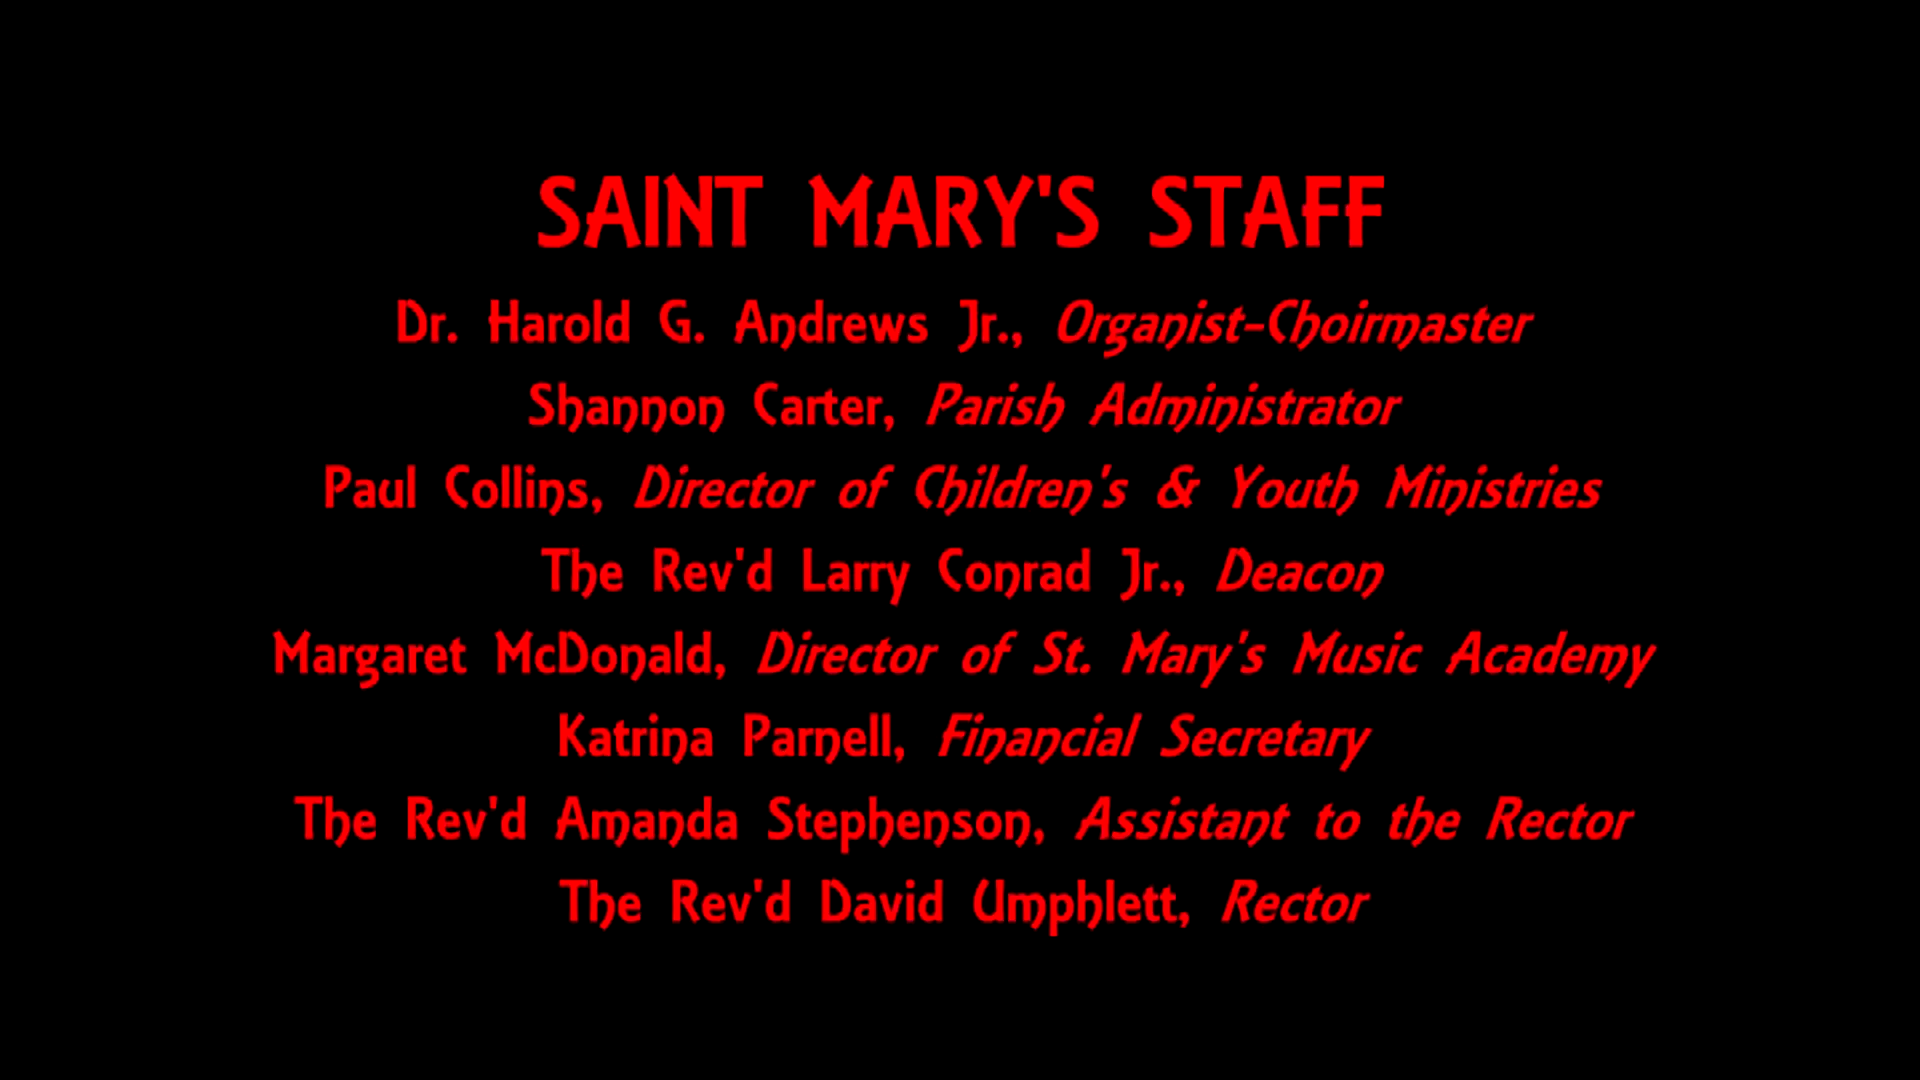 SAINT MARY'S STAFF
Dr. Harold G. Andrews Jr., Organist-Choirmaster
Shannon Carter, Parish Administrator
Paul Collins, Director of Children's & Youth Ministries
The Rev'd Larry Conrad Jr., Deacon
Margaret McDonald, Director of St. Mary's Music Academy
Katrina Parnell, Financial Secretary
The Rev'd Amanda Stephenson, Assistant to the Rector
The Rev'd David Umphlett, Rector